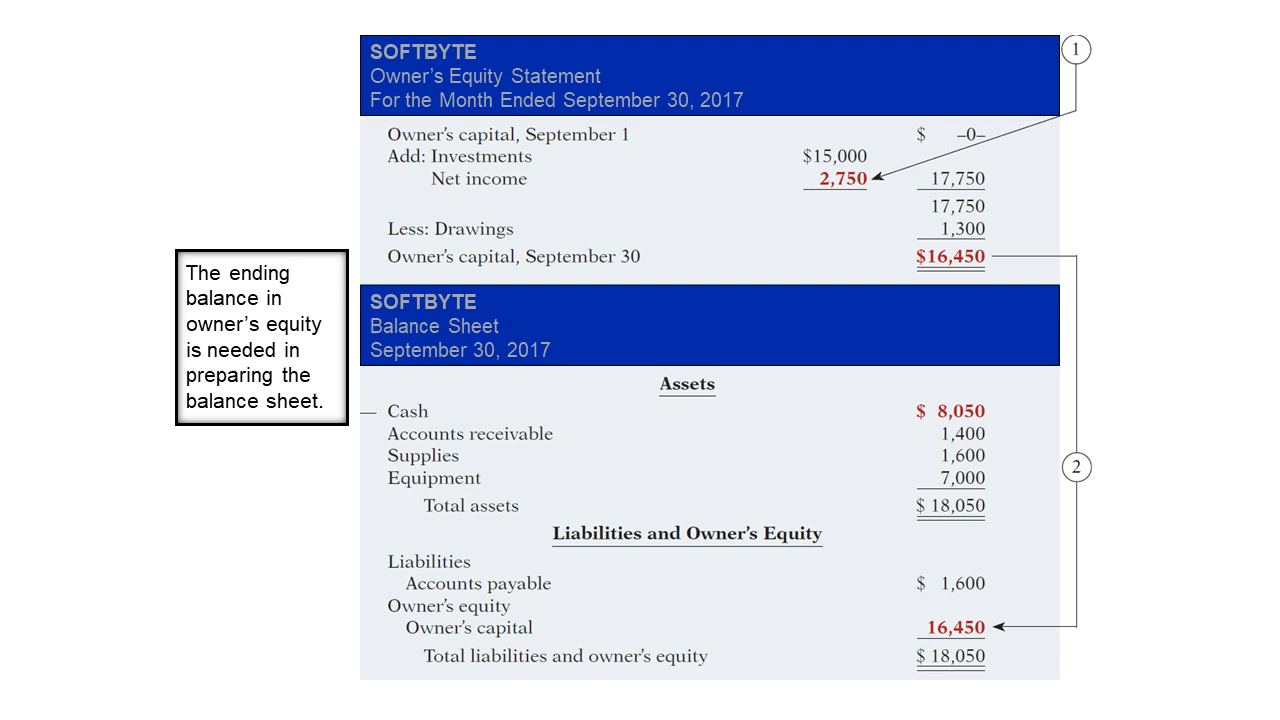 SOFTBYTE
Owner's Equity Statement
For the Month Ended September 30, 2017
1
Owner's capital, September 1 $ –0–
Add: Investments $15,000
Net income 2,750 17,750
17,750
Less: Drawings 1,300
Owner's capital, September 30 $16,450
The ending
balance in
owner's equity
is needed in
preparing the
balance sheet.
SOFTBYTE
Balance Sheet
September 30, 2017
Assets
Cash $ 8,050
Accounts receivable 1,400
Supplies 1,600
Equipment 7,000
Total assets $ 18,050
2
Liabilities and Owner's Equity
Liabilities
Accounts payable $ 1,600
Owner's equity
Owner's capital 16,450
Total liabilities and owner's equity $ 18,050